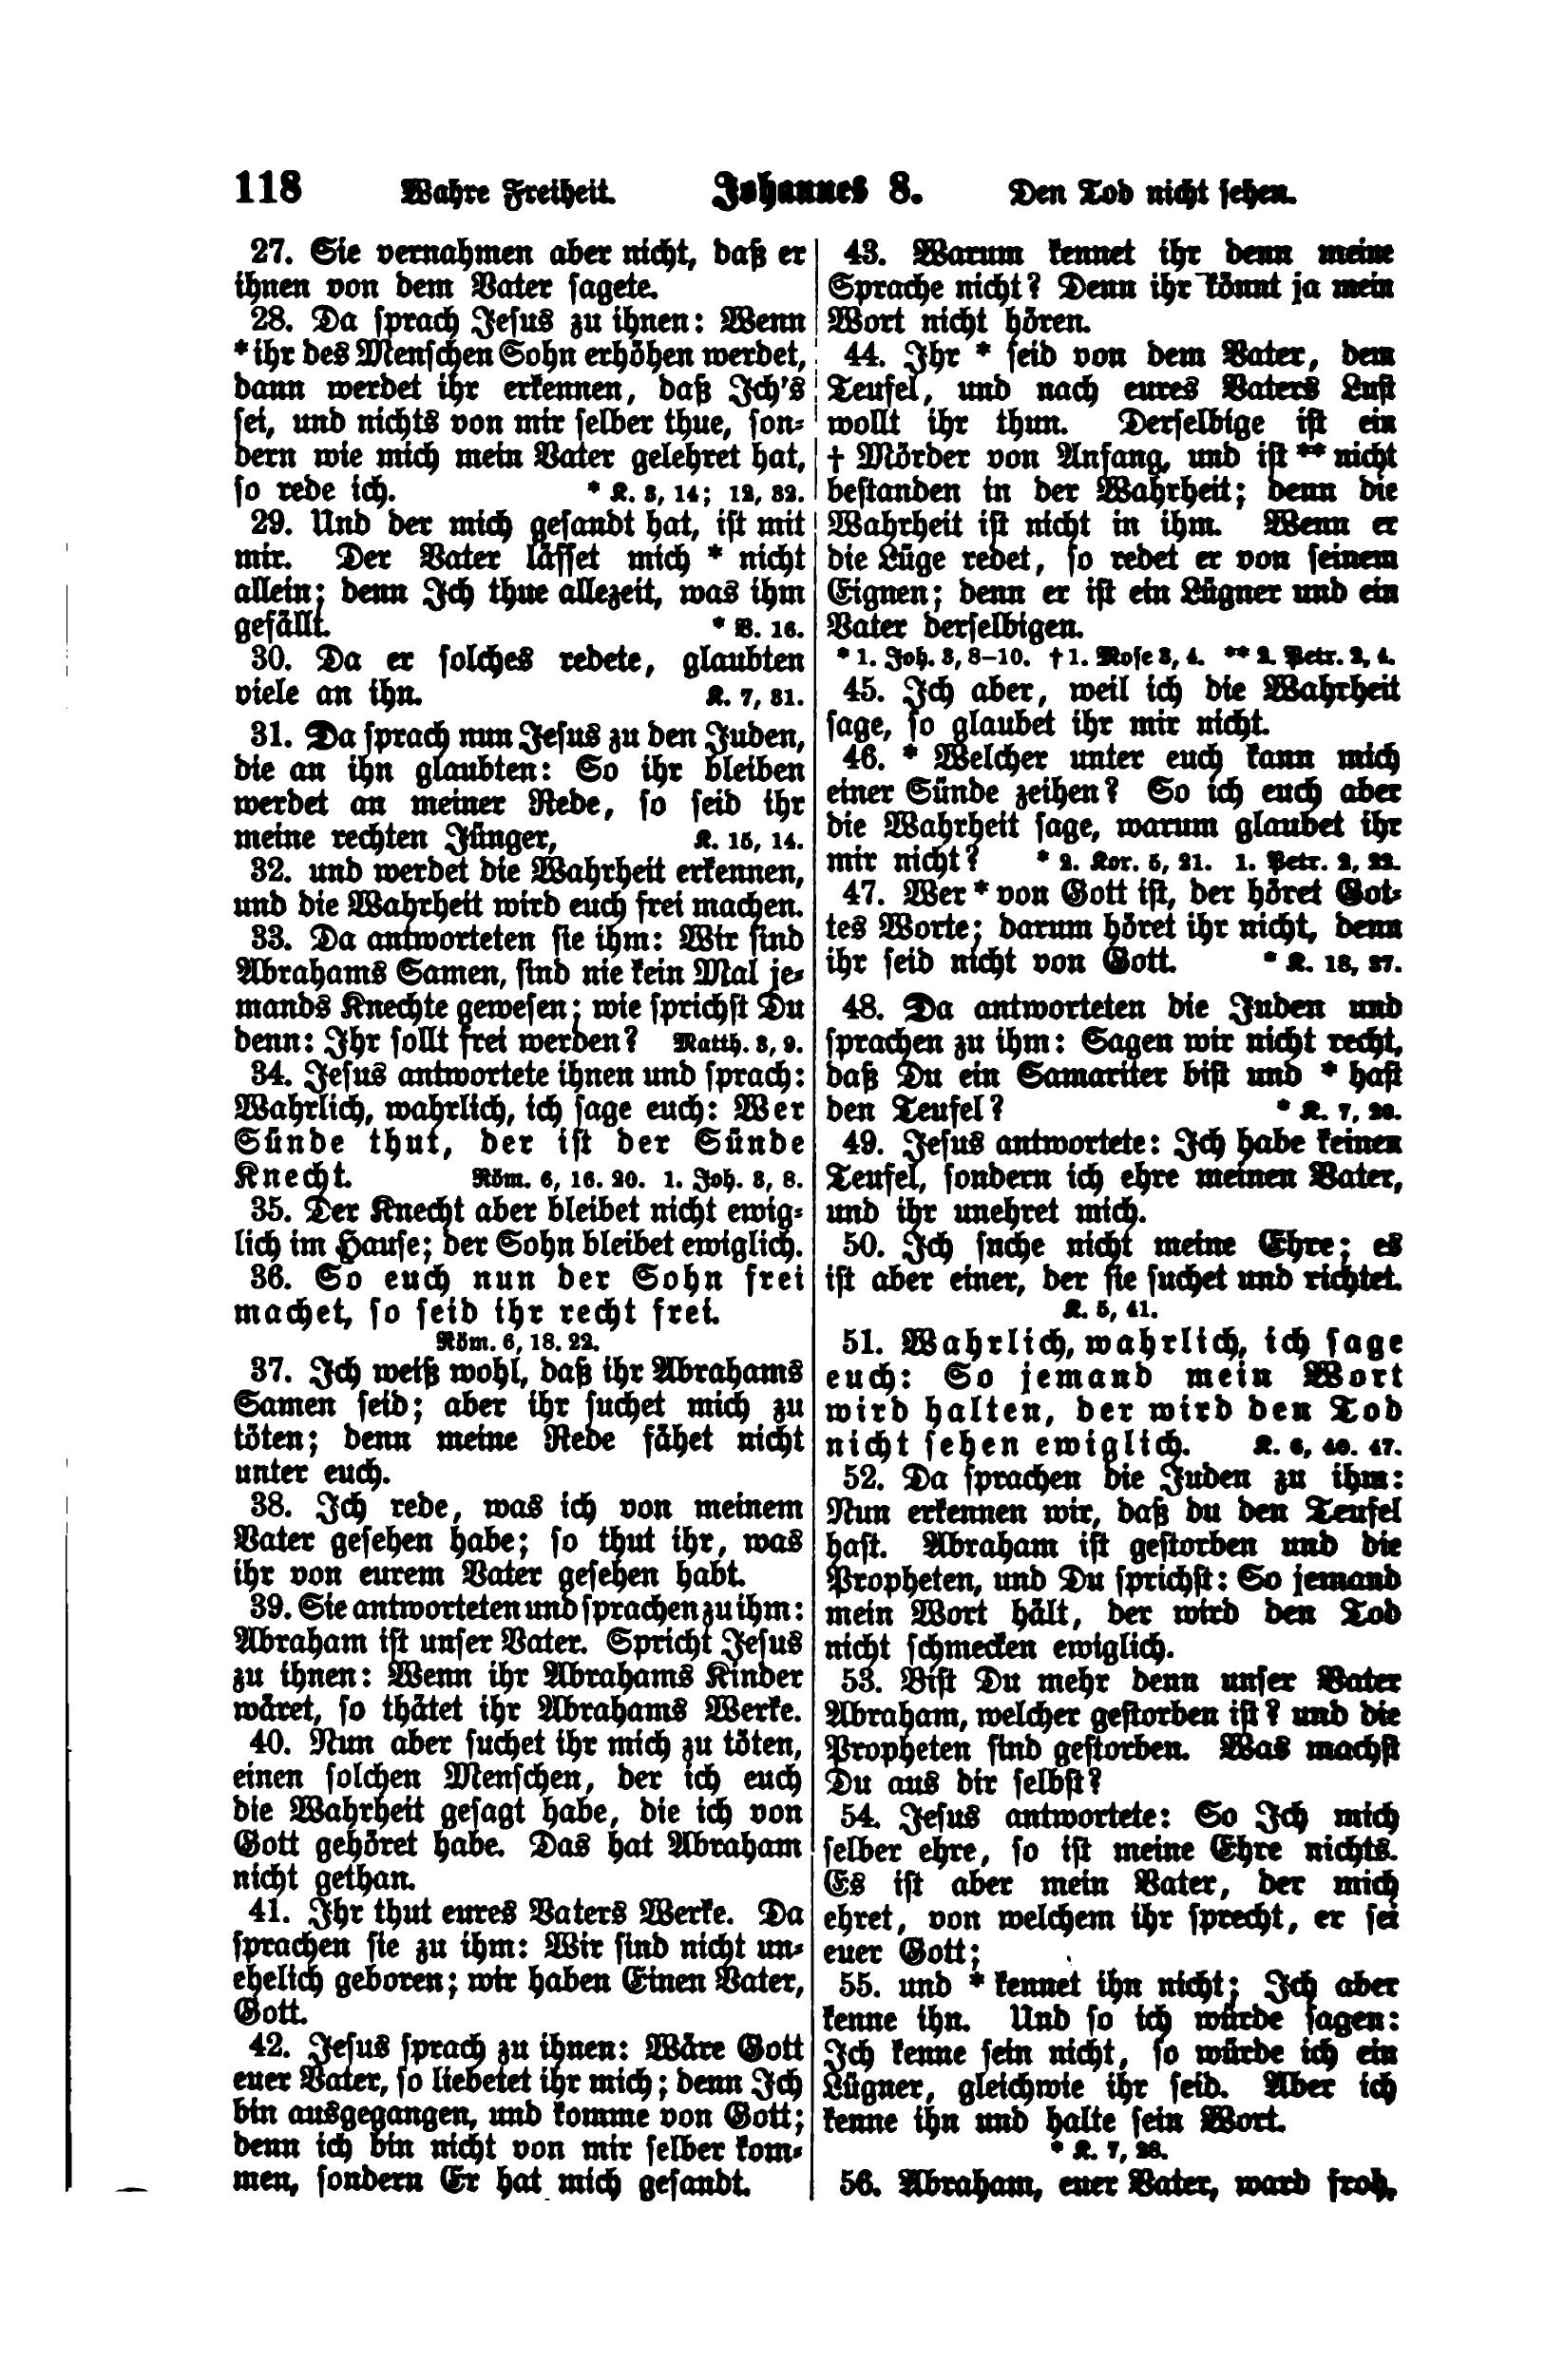 118 Wahre Freiheit. Johannes 8. Den Tod nicht sehen.
27. Sie vernahmen aber nicht, daß er
ihnen von dem Vater sagete.
28. Da sprach Jesus zu ihnen: Wenn
*ihr des Menschen Sohn erhöhen werdet,
dann werdet ihr erkennen, daß Ich's
sei, und nichts von mir selber thue, son-
dern wie mich mein Vater gelehret hat,
so rede ich. * K. 3, 14; 12, 32.
29. Und der mich gesandt hat, ist mit
mir. Der Vater lässet mich * nicht
allein; denn Ich thue allezeit, was ihm
gefällt. * V. 16.
30. Da er solches redete, glaubten
viele an ihn. K. 7, 31.
31. Da sprach nun Jesus zu den Juden,
die an ihn glaubten: So ihr bleiben
werdet an meiner Rede, so seid ihr
meine rechten Jünger, K. 15, 14.
32. und werdet die Wahrheit erkennen,
und die Wahrheit wird euch frei machen.
33. Da antworteten sie ihm: Wir sind
Abrahams Samen, sind nie kein Mal je-
mands Knechte gewesen; wie sprichst Du
denn: Ihr sollt frei werden? Matth. 3, 9.
34. Jesus antwortete ihnen und sprach:
Wahrlich, wahrlich, ich sage euch: Wer
Sünde thut, der ist der Sünde
Knecht. Röm. 6, 16. 20. 1. Joh. 3, 8.
35. Der Knecht aber bleibet nicht ewig-
lich im Hause; der Sohn bleibet ewiglich.
36. So euch nun der Sohn frei
machet, so seid ihr recht frei.
Röm. 6, 18. 22.
37. Ich weiß wohl, daß ihr Abrahams
Samen seid; aber ihr suchet mich zu
töten; denn meine Rede fähet nicht
unter euch.
38. Ich rede, was ich von meinem
Vater gesehen habe; so thut ihr, was
ihr von eurem Vater gesehen habt.
39. Sie antworteten und sprachen zu ihm:
Abraham ist unser Vater. Spricht Jesus
zu ihnen: Wenn ihr Abrahams Kinder
wäret, so thätet ihr Abrahams Werke.
40. Nun aber suchet ihr mich zu töten,
einen solchen Menschen, der ich euch
die Wahrheit gesagt habe, die ich von
Gott gehöret habe. Das hat Abraham
nicht gethan.
41. Ihr thut eures Vaters Werke. Da
sprachen sie zu ihm: Wir sind nicht un-
ehelich geboren; wir haben Einen Vater,
Gott.
42. Jesus sprach zu ihnen: Wäre Gott
euer Vater, so liebetet ihr mich; denn Ich
bin ausgegangen, und komme von Gott;
denn ich bin nicht von mir selber kom-
men, sondern Er hat mich gesandt.
43. Warum kennet ihr denn meine
Sprache nicht? Denn ihr könnt ja mein
Wort nicht hören.
44. Ihr * seid von dem Vater, dem
Teufel, und nach eures Vaters Lust
wollt ihr thun. Derselbige ist ein
† Mörder von Anfang, und ist ** nicht
bestanden in der Wahrheit; denn die
Wahrheit ist nicht in ihm. Wenn er
die Lüge redet, so redet er von seinem
Eignen; denn er ist ein Lügner und ein
Vater derselbigen.
* 1. Joh. 3, 8–10. † 1. Mose 3, 4. ** 2. Petr. 2, 4.
45. Ich aber, weil ich die Wahrheit
sage, so glaubet ihr mir nicht.
46. * Welcher unter euch kann mich
einer Sünde zeihen? So ich euch aber
die Wahrheit sage, warum glaubet ihr
mir nicht? * 2. Kor. 5, 21. 1. Petr. 2, 22.
47. Wer * von Gott ist, der höret Got-
tes Worte; darum höret ihr nicht, denn
ihr seid nicht von Gott. * K. 18, 37.
48. Da antworteten die Juden und
sprachen zu ihm: Sagen wir nicht recht,
daß Du ein Samariter bist und * hast
den Teufel? * K. 7, 20.
49. Jesus antwortete: Ich habe keinen
Teufel, sondern ich ehre meinen Vater,
und ihr unehret mich.
50. Ich suche nicht meine Ehre; es
ist aber einer, der sie suchet und richtet.
K. 5, 41.
51. Wahrlich, wahrlich, ich sage
euch: So jemand mein Wort
wird halten, der wird den Tod
nicht sehen ewiglich. K. 6, 40. 47.
52. Da sprachen die Juden zu ihm:
Nun erkennen wir, daß du den Teufel
hast. Abraham ist gestorben und die
Propheten, und Du sprichst: So jemand
mein Wort hält, der wird den Tod
nicht schmecken ewiglich.
53. Bist Du mehr denn unser Vater
Abraham, welcher gestorben ist? und die
Propheten sind gestorben. Was machst
Du aus dir selbst?
54. Jesus antwortete: So Ich mich
selber ehre, so ist meine Ehre nichts.
Es ist aber mein Vater, der mich
ehret, von welchem ihr sprecht, er sei
euer Gott;
55. und * kennet ihn nicht; Ich aber
kenne ihn. Und so ich würde sagen:
Ich kenne sein nicht, so würde ich ein
Lügner, gleichwie ihr seid. Aber ich
kenne ihn und halte sein Wort.
* K. 7, 28.
56. Abraham, euer Vater, ward froh,